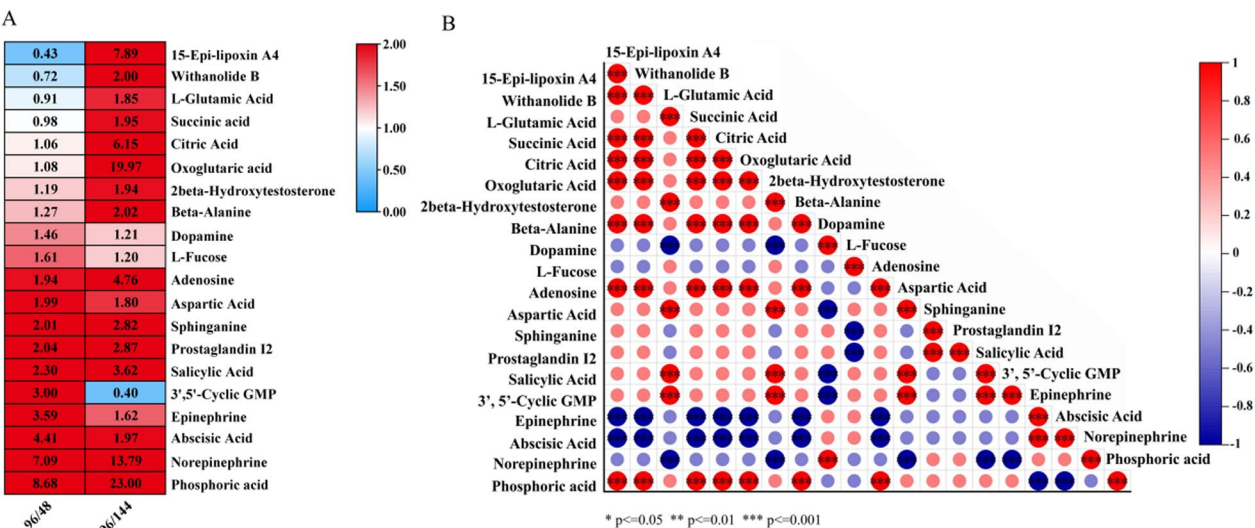 A
B
0.43 7.89 15-Epi-lipoxin A4
0.72 2.00 Withanolide B
0.91 1.85 L-Glutamic Acid
0.98 1.95 Succinic acid
1.06 6.15 Citric Acid
1.08 19.97 Oxoglutaric acid
1.19 1.94 2beta-Hydroxytestosterone
1.27 2.02 Beta-Alanine
1.46 1.21 Dopamine
1.61 1.20 L-Fucose
1.94 4.76 Adenosine
1.99 1.80 Aspartic Acid
2.01 2.82 Sphinganine
2.04 2.87 Prostaglandin I2
2.30 3.62 Salicylic Acid
3.00 0.40 3',5'-Cyclic GMP
3.59 1.62 Epinephrine
4.41 1.97 Abscisic Acid
7.09 13.79 Norepinephrine
8.68 23.00 Phosphoric acid
96/48
2.00
1.50
1.00
0.50
0.00
15-Epi-lipoxin A4
15-Epi-lipoxin A4 Withanolide B
Withanolide B L-Glutamic Acid
L-Glutamic Acid Succinic Acid
Succinic Acid Citric Acid
Citric Acid Oxoglutaric Acid
Oxoglutaric Acid 2beta-Hydroxytestosterone
2beta-Hydroxytestosterone Beta-Alanine
Beta-Alanine Dopamine
Dopamine L-Fucose
L-Fucose Adenosine
Adenosine Aspartic Acid
Aspartic Acid Sphinganine
Sphinganine Prostaglandin I2
Prostaglandin I2 Salicylic Acid
Salicylic Acid 3', 5'-Cyclic GMP
3', 5'-Cyclic GMP Epinephrine
Epinephrine Abscisic Acid
Abscisic Acid Norepinephrine
Norepinephrine Phosphoric acid
Phosphoric Acid
1
0.8
0.6
0.4
0.2
0
-0.2
-0.4
-0.6
-0.8
-1
* p<=0.05 ** p<=0.01 *** p<=0.001